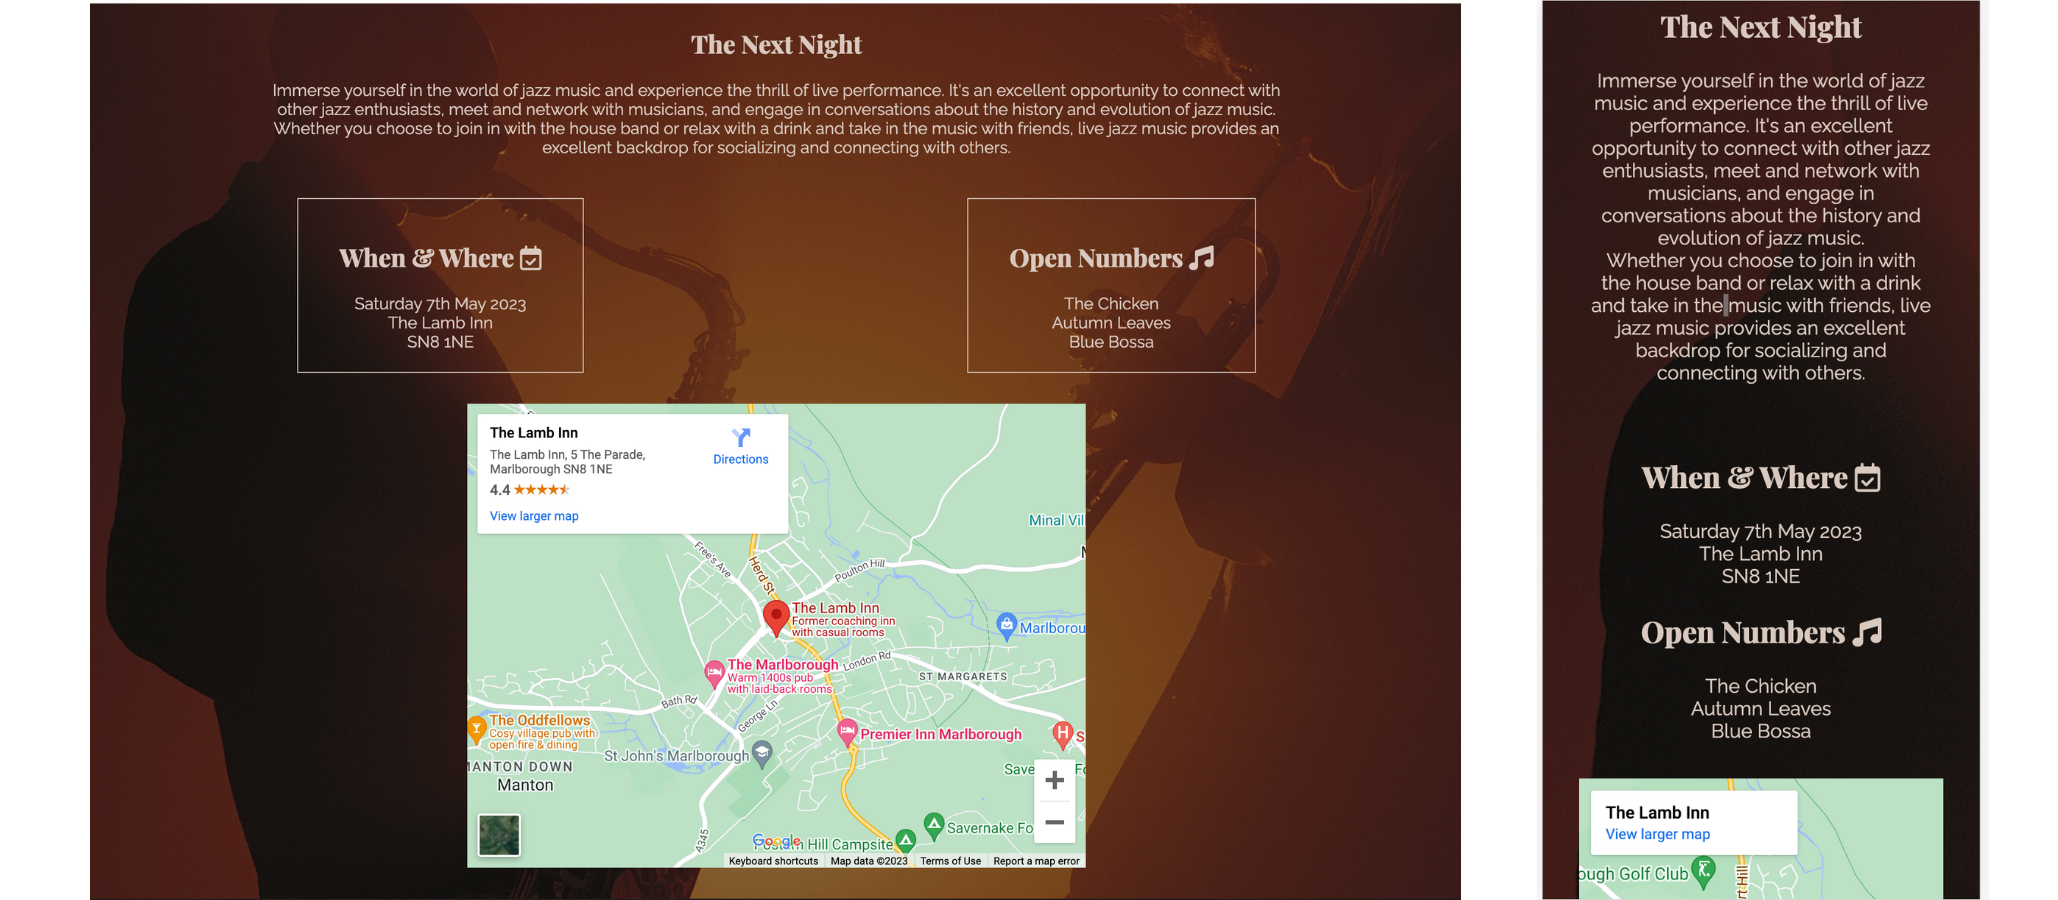 The Next Night
Immerse yourself in the world of jazz music and experience the thrill of live performance. It's an excellent opportunity to connect with
other jazz enthusiasts, meet and network with musicians, and engage in conversations about the history and evolution of jazz music.
Whether you choose to join in with the house band or relax with a drink and take in the music with friends, live jazz music provides an
excellent backdrop for socializing and connecting with others.
When & Where
Saturday 7th May 2023
The Lamb Inn
SN8 1NE
Open Numbers
The Chicken
Autumn Leaves
Blue Bossa
The Lamb Inn
The Lamb Inn, 5 The Parade,
Marlborough SN8 1NE
4.4
Directions
View larger map
Minal Vil
Free's Ave
Herd St
Poulton Hill
The Lamb Inn
Former coaching inn
with casual rooms
Marlborou
The Marlborough
Warm 1400s pub
with laid-back rooms
London Rd
ST MARGARETS
Bath Rd
George Ln
The Oddfellows
Cosy village pub with
open fire & dining
St John's Marlborough
Premier Inn Marlborough
H
S
MANTON DOWN
Manton
Save
Fo
A345
Savernake Fo
Google
Hill Campsite
Keyboard shortcuts
Map data ©2023
Terms of Use
Report a map error
The Next Night
Immerse yourself in the world of jazz
music and experience the thrill of live
performance. It's an excellent
opportunity to connect with other jazz
enthusiasts, meet and network with
musicians, and engage in
conversations about the history and
evolution of jazz music.
Whether you choose to join in with
the house band or relax with a drink
and take in the music with friends, live
jazz music provides an excellent
backdrop for socializing and
connecting with others.
When & Where
Saturday 7th May 2023
The Lamb Inn
SN8 1NE
Open Numbers
The Chicken
Autumn Leaves
Blue Bossa
The Lamb Inn
View larger map
ough Golf Club
rt Hill